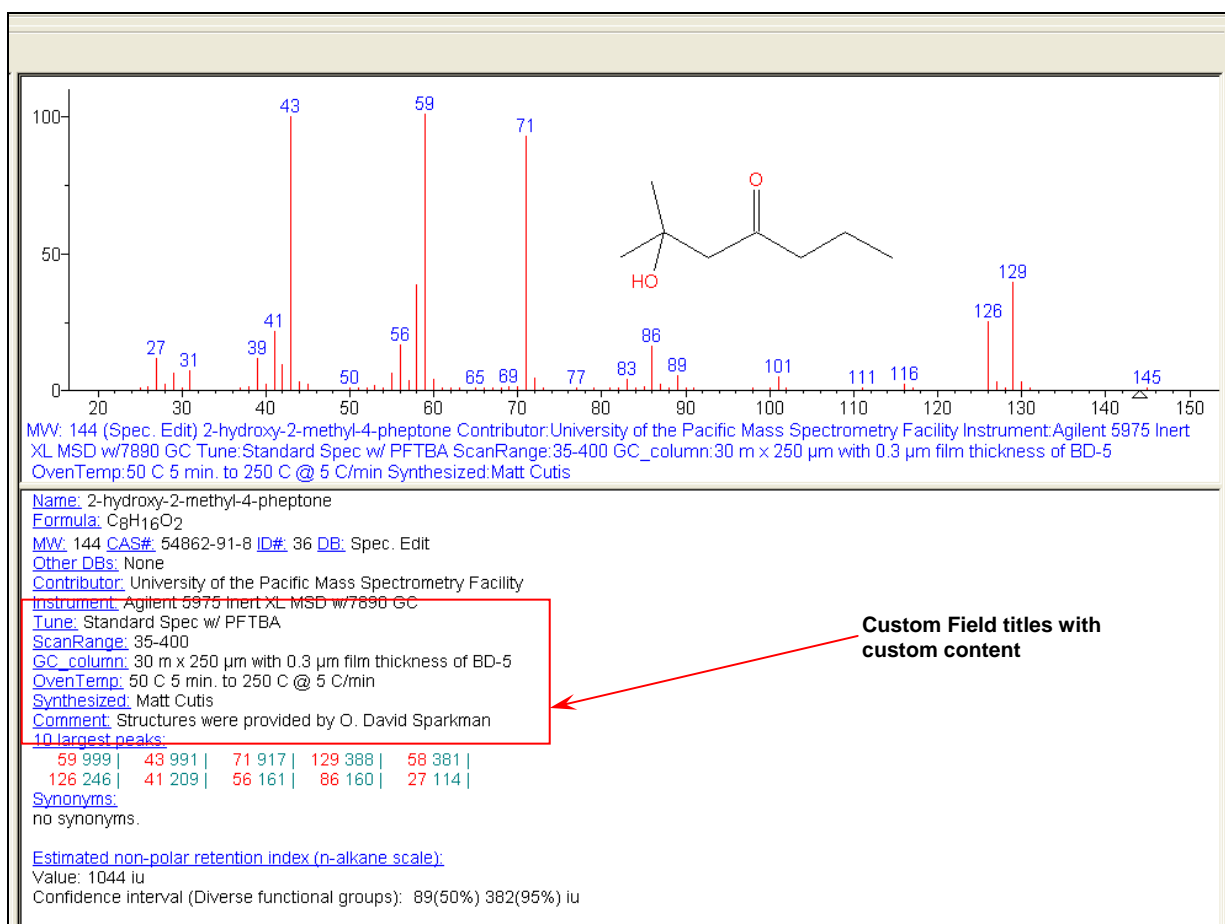 100
43
59
71
O
HO
50
129
126
41
56
86
27
39
31
50
65
69
77
83
89
101
111
116
145
0
20 30 40 50 60 70 80 90 100 110 120 130 140 150
MW: 144 (Spec. Edit) 2-hydroxy-2-methyl-4-pheptone Contributor:University of the Pacific Mass Spectrometry Facility Instrument:Agilent 5975 Inert
XL MSD w/7890 GC Tune:Standard Spec w/ PFTBA ScanRange:35-400 GC_column:30 m x 250 µm with 0.3 µm film thickness of BD-5
OvenTemp:50 C 5 min. to 250 C @ 5 C/min Synthesized:Matt Cutis
Name: 2-hydroxy-2-methyl-4-pheptone
Formula: C8H16O2
MW: 144 CAS#: 54862-91-8 ID#: 36 DB: Spec. Edit
Other DBs: None
Contributor: University of the Pacific Mass Spectrometry Facility
Instrument: Agilent 5975 Inert XL MSD w/7890 GC
Tune: Standard Spec w/ PFTBA
ScanRange: 35-400
GC_column: 30 m x 250 µm with 0.3 µm film thickness of BD-5
OvenTemp: 50 C 5 min. to 250 C @ 5 C/min
Synthesized: Matt Cutis
Comment: Structures were provided by O. David Sparkman
Custom Field titles with
custom content
10 largest peaks:
59 999 | 43 991 | 71 917 | 129 388 | 58 381 |
126 246 | 41 209 | 56 161 | 86 160 | 27 114 |
Synonyms:
no synonyms.
Estimated non-polar retention index (n-alkane scale):
Value: 1044 iu
Confidence interval (Diverse functional groups): 89(50%) 382(95%) iu